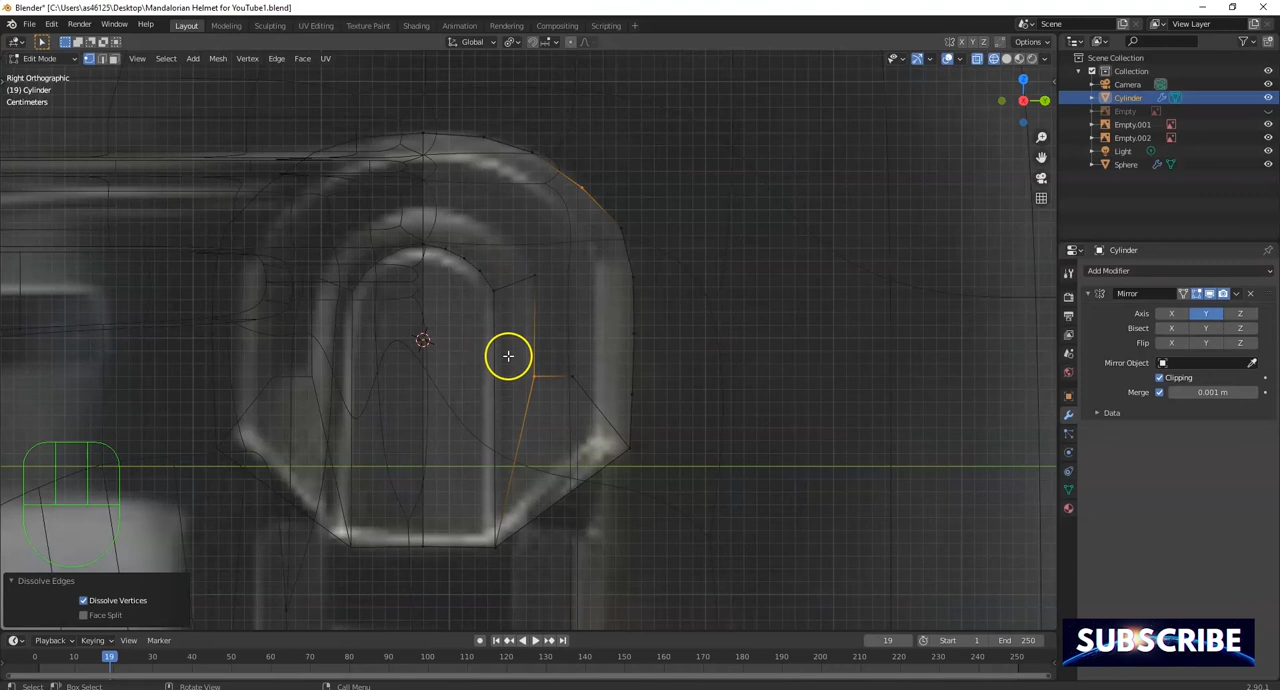 Blender* [C:\Users\as46125\Desktop\Mandalorian Helmet for YouTube1.blend]
File Edit Render Window Help Layout Modeling Sculpting UV Editing Texture Paint Shading Animation Rendering Compositing Scripting + Scene View Layer
Global X Y Z Options
Edit Mode View Select Add Mesh Vertex Edge Face UV
Right Orthographic
(19) Cylinder
Centimeters
Z
X
Y
Scene Collection
Collection
Camera
Cylinder
Empty
Empty.001
Empty.002
Light
Sphere
Cylinder
Add Modifier
Mirror
Axis X Y Z
Bisect X Y Z
Flip X Y Z
Mirror Object
Clipping
Merge 0.001 m
Data
Dissolve Edges
Dissolve Vertices
Face Split
SUBSCRIBE
Playback Keying View Marker 19 Start 1 End 250
0 10 19 20 30 40 50 60 70 80 90 100 110 120 130 140 150 160 170 180 190 200 210 220 230 240 250
Select Box Select Rotate View Call Menu 2.90.1